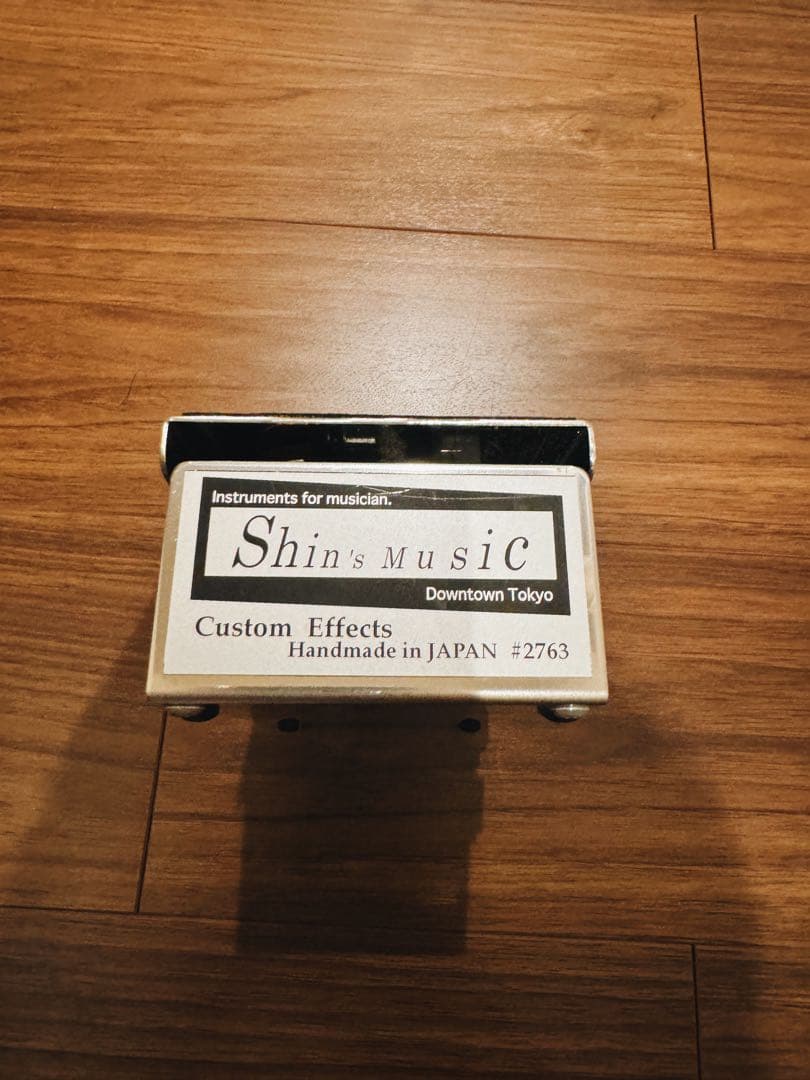 Instruments for musician.
Shin's Music
Downtown Tokyo
Custom Effects
Handmade in JAPAN #2763